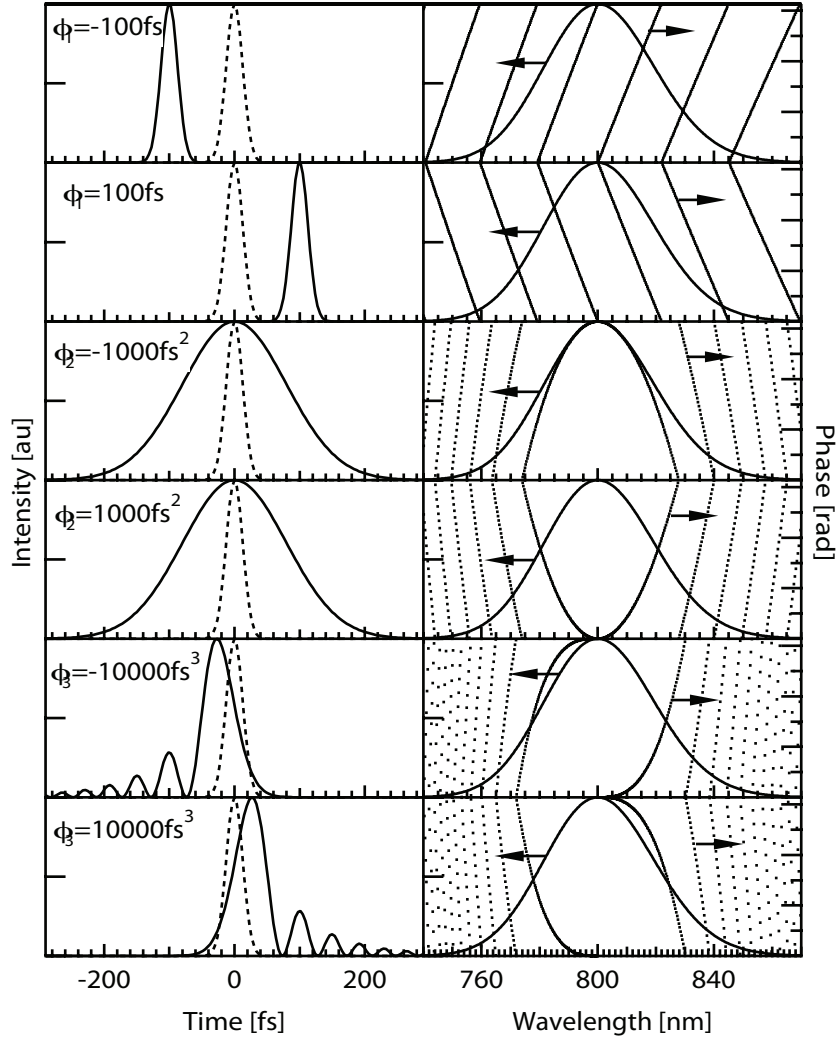 ϕ₁=-100fs
ϕ₁=100fs
ϕ₂=-1000fs²
ϕ₂=1000fs²
ϕ₃=-10000fs³
ϕ₃=10000fs³
Intensity [au]
Phase [rad]
-200 0 200 760 800 840
Time [fs] Wavelength [nm]